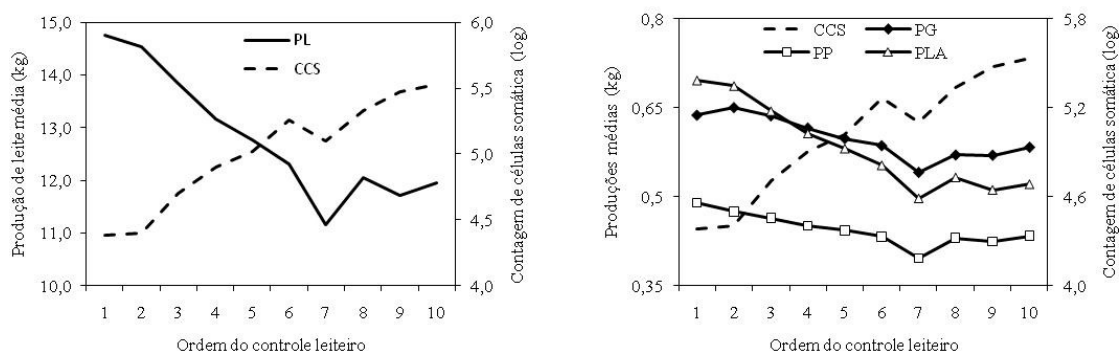 Produção de leite média (kg)
15,0
14,0
13,0
12,0
11,0
10,0
PL
CCS
6,0
5,5
5,0
4,5
4,0
Contagem de células somática (log)
1 2 3 4 5 6 7 8 9 10
Ordem do controle leiteiro
Produções médias (kg)
0,8
0,65
0,5
0,35
CCS PG
PP PLA
5,8
5,2
4,6
4,0
Contagem de células somática (log)
1 2 3 4 5 6 7 8 9 10
Ordem do controle leiteiro